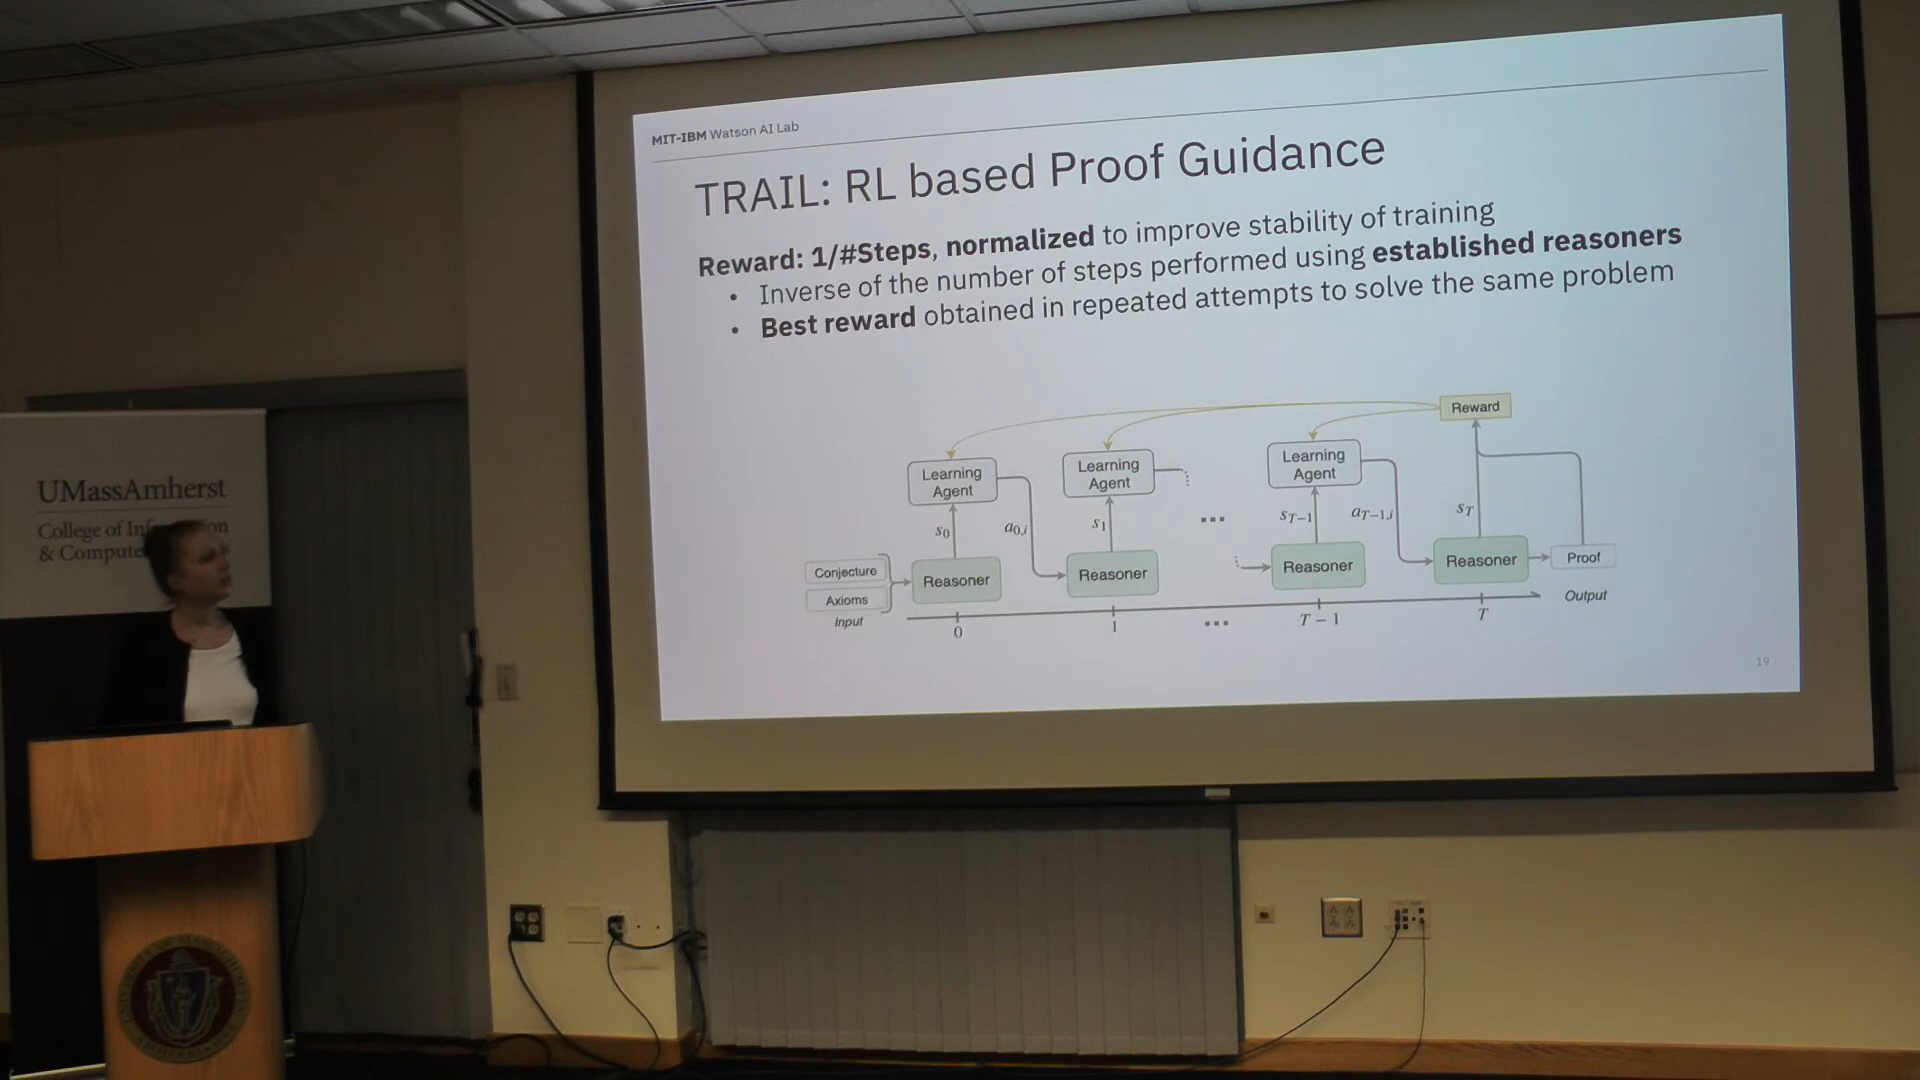 MIT-IBM Watson AI Lab
TRAIL: RL based Proof Guidance
Reward: 1/#Steps, normalized to improve stability of training
• Inverse of the number of steps performed using established reasoners
• Best reward obtained in repeated attempts to solve the same problem
Reward
Learning
Agent
Learning
Agent
Learning
Agent
s0
a0,i
s1
...
sT−1
aT−1,i
sT
Conjecture
Axioms
Input
Reasoner
Reasoner
Reasoner
Reasoner
Proof
Output
0
1
...
T − 1
T
19
UMassAmherst
College of
& Compute